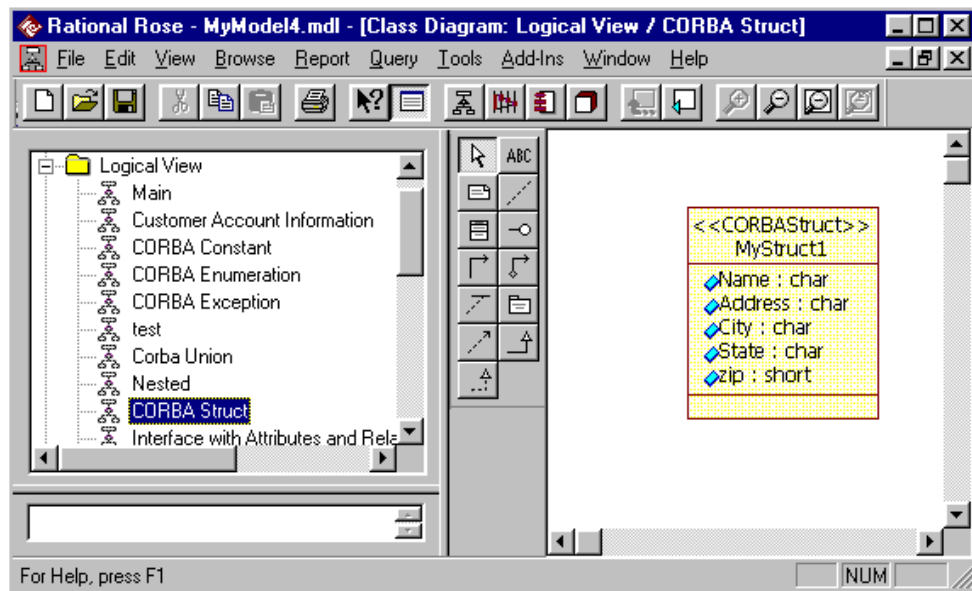 Rational Rose - MyModel4.mdl - [Class Diagram: Logical View / CORBA Struct]
File Edit View Browse Report Query Tools Add-Ins Window Help
Logical View
Main
Customer Account Information
CORBA Constant
CORBA Enumeration
CORBA Exception
test
Corba Union
Nested
CORBA Struct
Interface with Attributes and Rela
ABC
<<CORBAStruct>>
MyStruct1
Name : char
Address : char
City : char
State : char
zip : short
For Help, press F1
NUM